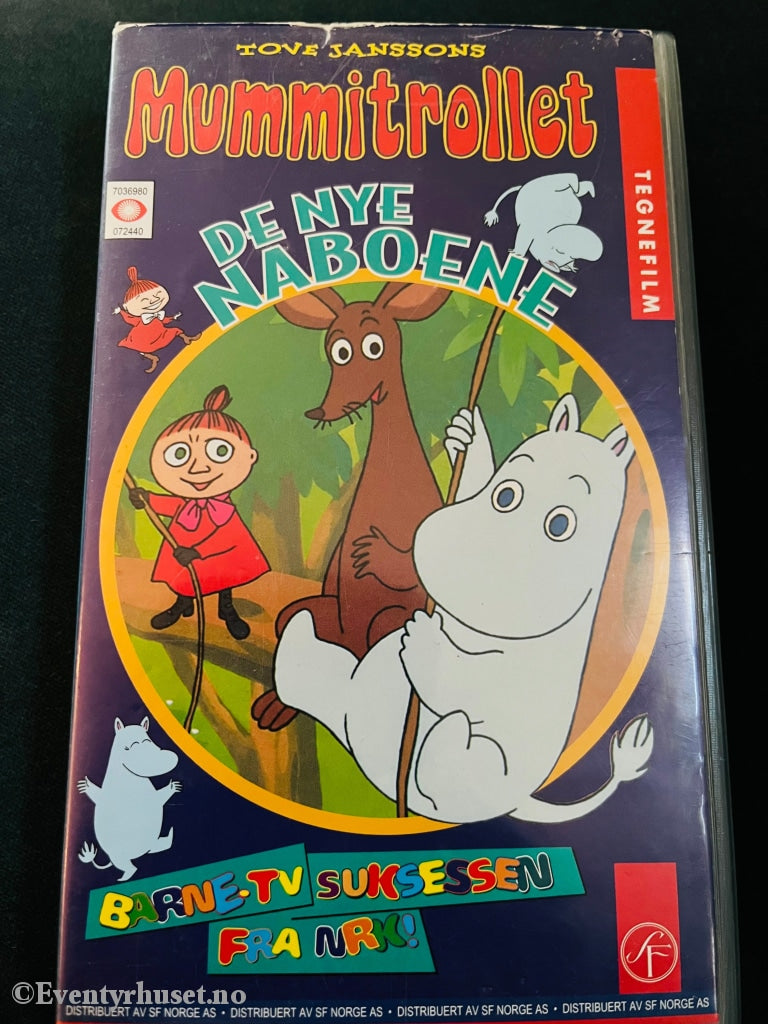 TOVE JANSSONS
Mummitrollet
TEGNEFILM
7036980
072440
DE NYE
NABOENE
BARNE-TV SUKSESSEN
FRA NRK!
SF
©Eventyrhuset.no
DISTRIBUERT AV SF NORGE AS • DISTRIBUERT AV SF NORGE AS • DISTRIBUERT AV SF NORGE AS • DISTRIBUERT AV SF NORGE AS